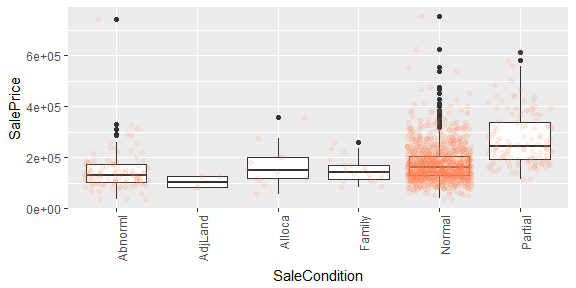 6e+05
4e+05
2e+05
0e+00
SalePrice
Abnorml
AdjLand
Alloca
Family
Normal
Partial
SaleCondition